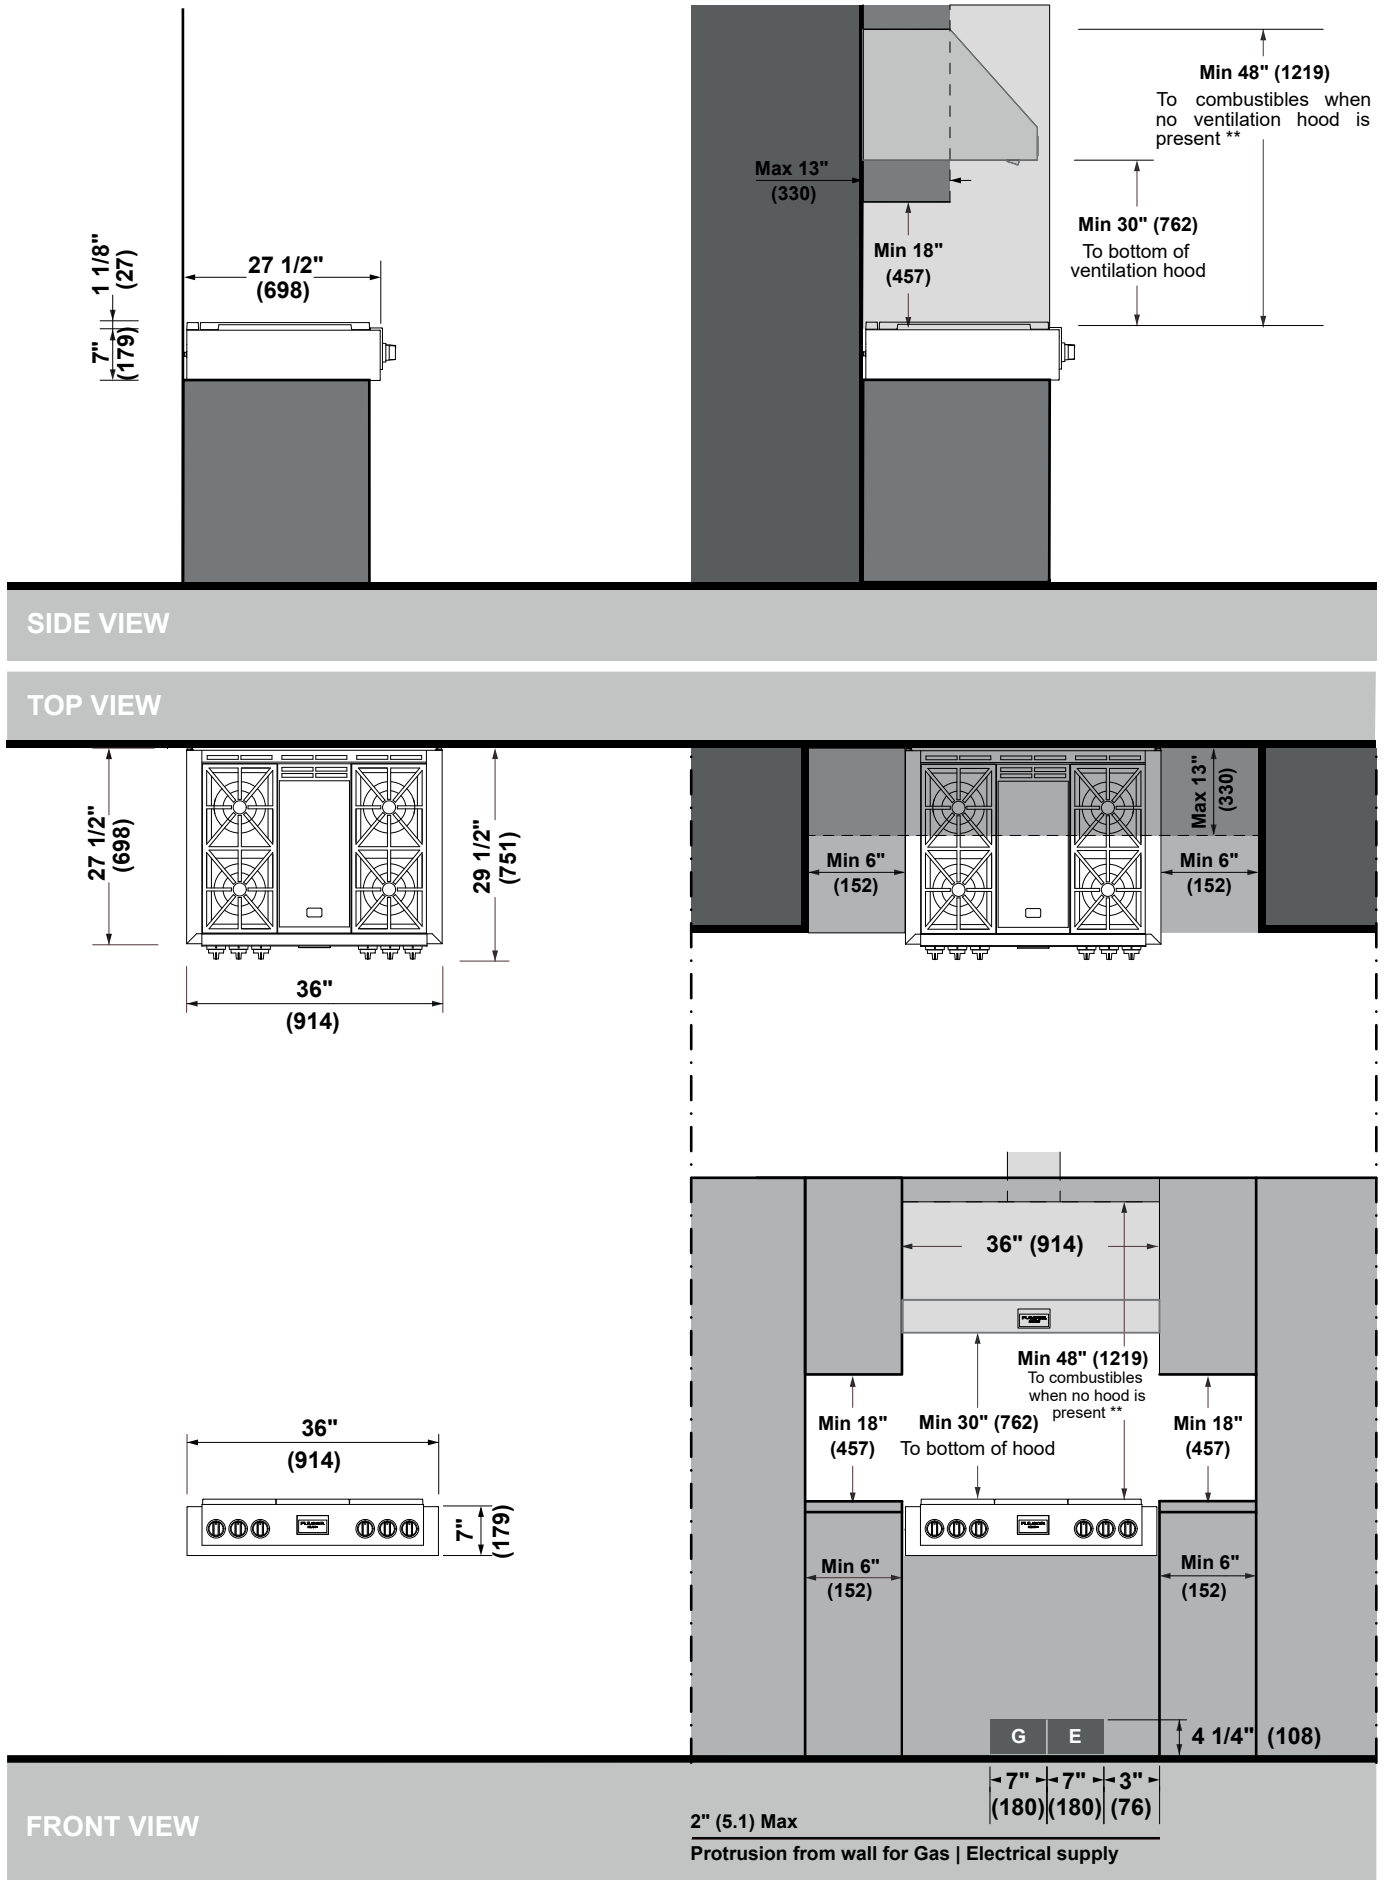 Min 48" (1219)
To combustibles when
no ventilation hood is
present **
Max 13"
(330)
Min 30" (762)
To bottom of
ventilation hood
Min 18"
(457)
1 1/8"
(27)
27 1/2"
(698)
7"
(179)
SIDE VIEW
TOP VIEW
27 1/2"
(698)
29 1/2"
(751)
36"
(914)
Max 13"
(330)
Min 6"
(152)
Min 6"
(152)
36" (914)
Min 48" (1219)
To combustibles
when no hood is
present **
Min 18"
(457)
Min 30" (762)
To bottom of hood
Min 18"
(457)
36"
(914)
7"
(179)
Min 6"
(152)
Min 6"
(152)
G
E
4 1/4" (108)
7"
(180)
7"
(180)
3"
(76)
FRONT VIEW
2" (5.1) Max
Protrusion from wall for Gas | Electrical supply